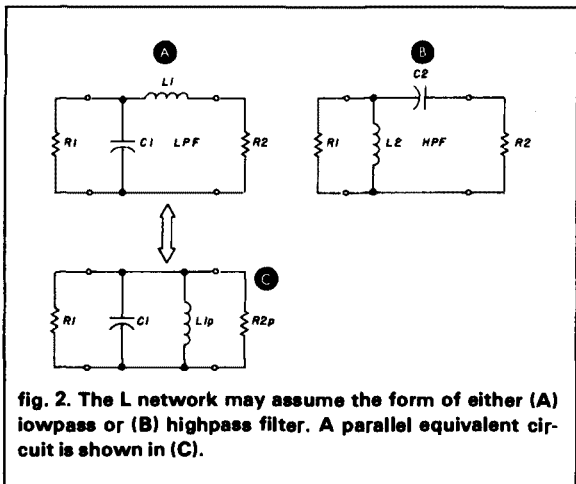 A
B
L1
C2
R1
C1
LPF
R2
R1
L2
HPF
R2
C
R1
C1
L1p
R2p
fig. 2. The L network may assume the form of either (A)
iowpass or (B) highpass filter. A parallel equivalent cir-
cuit is shown in (C).